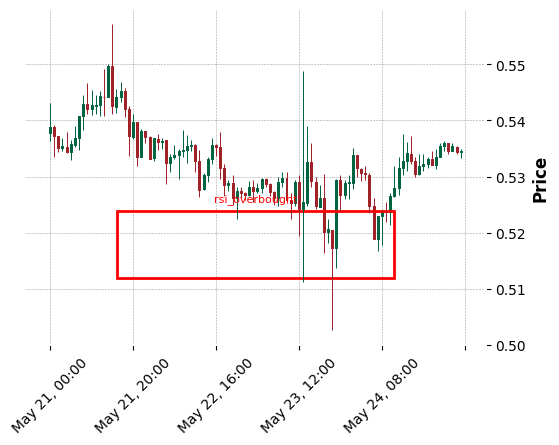 0.55
0.54
0.53
rsi_overbought
0.52
0.51
0.50
Price
May 21, 00:00
May 21, 20:00
May 22, 16:00
May 23, 12:00
May 24, 08:00